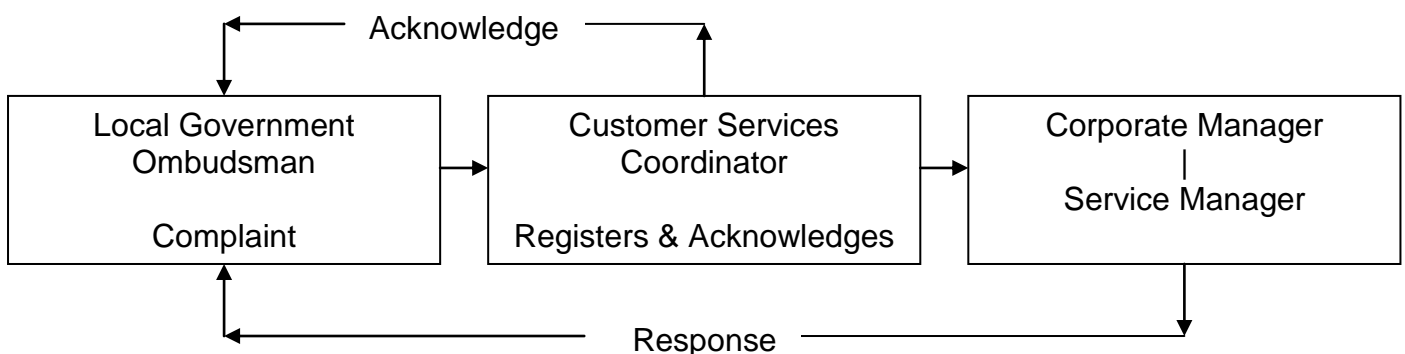 Acknowledge
Local Government
Ombudsman
Complaint
Customer Services
Coordinator
Registers & Acknowledges
Corporate Manager
|
Service Manager
Response